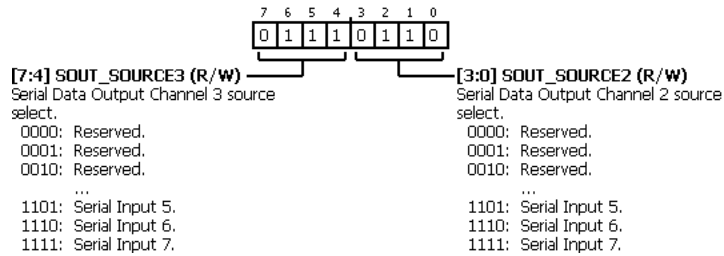 7 6 5 4 3 2 1 0
0 1 1 1 0 1 1 0
[7:4] SOUT_SOURCE3 (R/W)
Serial Data Output Channel 3 source
select.
0000: Reserved.
0001: Reserved.
0010: Reserved.
...
1101: Serial Input 5.
1110: Serial Input 6.
1111: Serial Input 7.
[3:0] SOUT_SOURCE2 (R/W)
Serial Data Output Channel 2 source
select.
0000: Reserved.
0001: Reserved.
0010: Reserved.
...
1101: Serial Input 5.
1110: Serial Input 6.
1111: Serial Input 7.